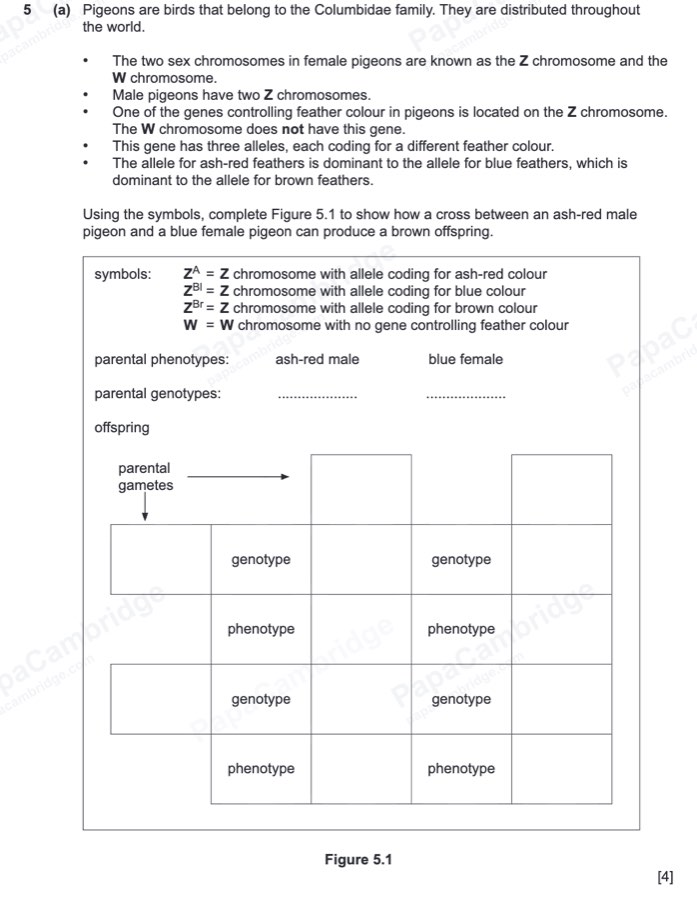 5 (a) Pigeons are birds that belong to the Columbidae family. They are distributed throughout
the world.
• The two sex chromosomes in female pigeons are known as the Z chromosome and the
W chromosome.
• Male pigeons have two Z chromosomes.
• One of the genes controlling feather colour in pigeons is located on the Z chromosome.
The W chromosome does not have this gene.
• This gene has three alleles, each coding for a different feather colour.
• The allele for ash-red feathers is dominant to the allele for blue feathers, which is
dominant to the allele for brown feathers.
Using the symbols, complete Figure 5.1 to show how a cross between an ash-red male
pigeon and a blue female pigeon can produce a brown offspring.
symbols: Zᴬ = Z chromosome with allele coding for ash-red colour
Zᴮˡ = Z chromosome with allele coding for blue colour
Zᴮʳ = Z chromosome with allele coding for brown colour
W = W chromosome with no gene controlling feather colour
parental phenotypes: ash-red male blue female
parental genotypes: .................... ....................
offspring
parental
gametes
genotype genotype
phenotype phenotype
genotype genotype
phenotype phenotype
Figure 5.1
[4]